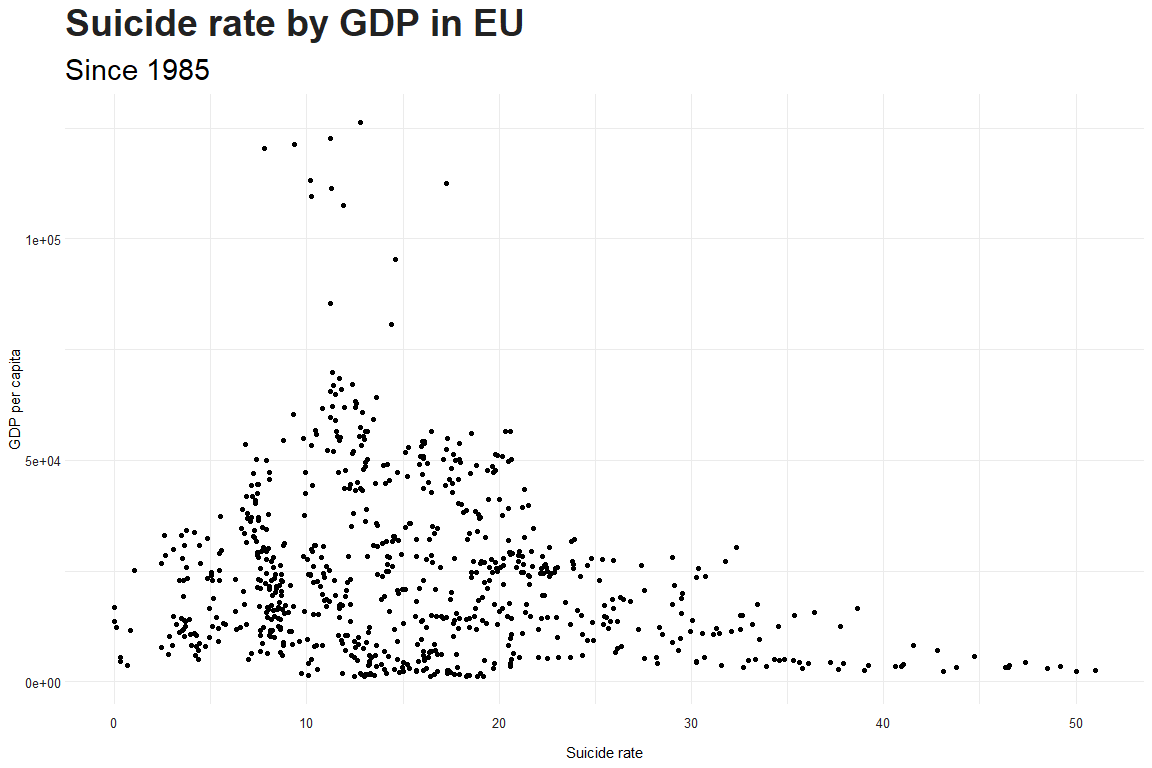 Suicide rate by GDP in EU
Since 1985
GDP per capita
1e+05
5e+04
0e+00
0 10 20 30 40 50
Suicide rate